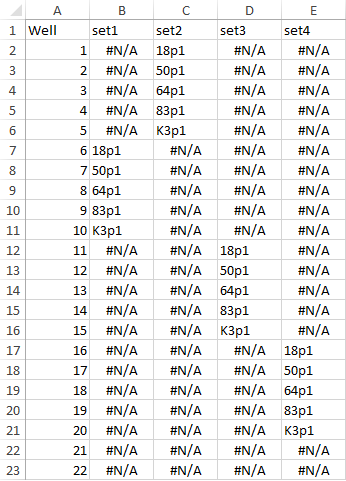 A B C D E
1 Well set1 set2 set3 set4
2 1 #N/A 18p1 #N/A #N/A
3 2 #N/A 50p1 #N/A #N/A
4 3 #N/A 64p1 #N/A #N/A
5 4 #N/A 83p1 #N/A #N/A
6 5 #N/A K3p1 #N/A #N/A
7 6 18p1 #N/A #N/A #N/A
8 7 50p1 #N/A #N/A #N/A
9 8 64p1 #N/A #N/A #N/A
10 9 83p1 #N/A #N/A #N/A
11 10 K3p1 #N/A #N/A #N/A
12 11 #N/A #N/A 18p1 #N/A
13 12 #N/A #N/A 50p1 #N/A
14 13 #N/A #N/A 64p1 #N/A
15 14 #N/A #N/A 83p1 #N/A
16 15 #N/A #N/A K3p1 #N/A
17 16 #N/A #N/A #N/A 18p1
18 17 #N/A #N/A #N/A 50p1
19 18 #N/A #N/A #N/A 64p1
20 19 #N/A #N/A #N/A 83p1
21 20 #N/A #N/A #N/A K3p1
22 21 #N/A #N/A #N/A #N/A
23 22 #N/A #N/A #N/A #N/A